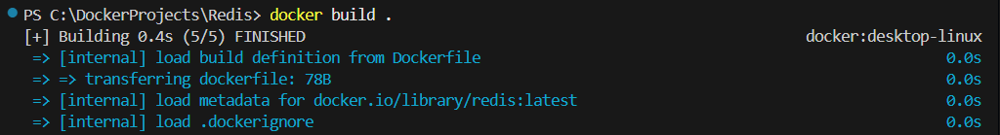 PS C:\DockerProjects\Redis> docker build .
[+] Building 0.4s (5/5) FINISHED docker:desktop-linux
=> [internal] load build definition from Dockerfile 0.0s
=> => transferring dockerfile: 78B 0.0s
=> [internal] load metadata for docker.io/library/redis:latest 0.0s
=> [internal] load .dockerignore 0.0s